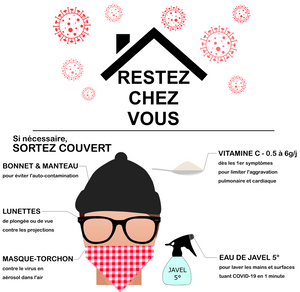 RESTEZ
CHEZ
VOUS
Si nécessaire,
SORTEZ COUVERT
BONNET & MANTEAU
pour éviter l'auto-contamination
VITAMINE C - 0.5 à 6g/j
dès les 1er symptômes
pour limiter l'aggravation
pulmonaire et cardiaque
LUNETTES
de plongée ou de vue
contre les projections
MASQUE-TORCHON
contre le virus en
aérosol dans l'air
JAVEL
5°
EAU DE JAVEL 5°
pour laver les mains et surfaces
tuant COVID-19 en 1 minute